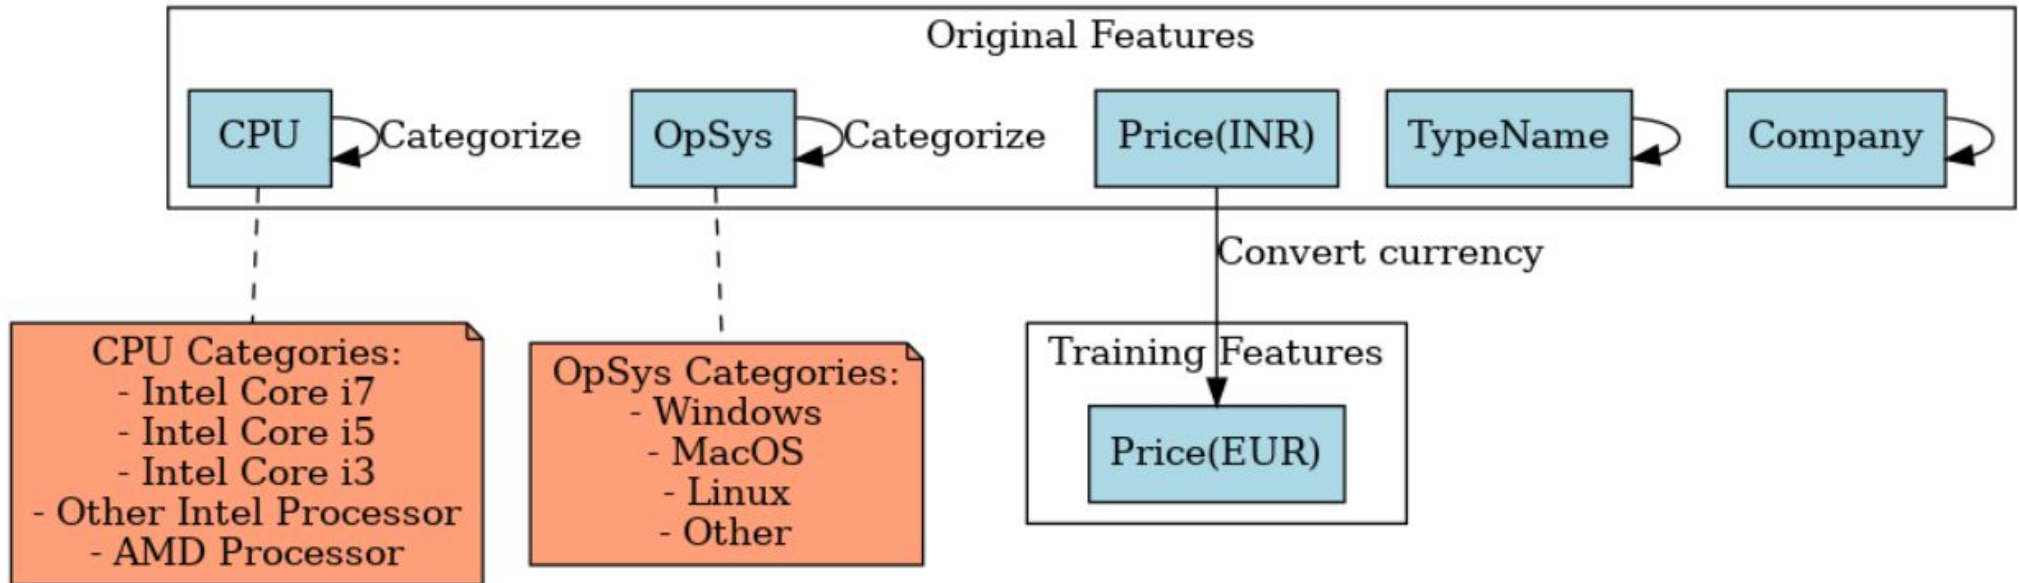 Original Features
CPU
Categorize
OpSys
Categorize
Price(INR)
TypeName
Company
Convert currency
CPU Categories:
- Intel Core i7
- Intel Core i5
- Intel Core i3
- Other Intel Processor
- AMD Processor
OpSys Categories:
- Windows
- MacOS
- Linux
- Other
Training Features
Price(EUR)